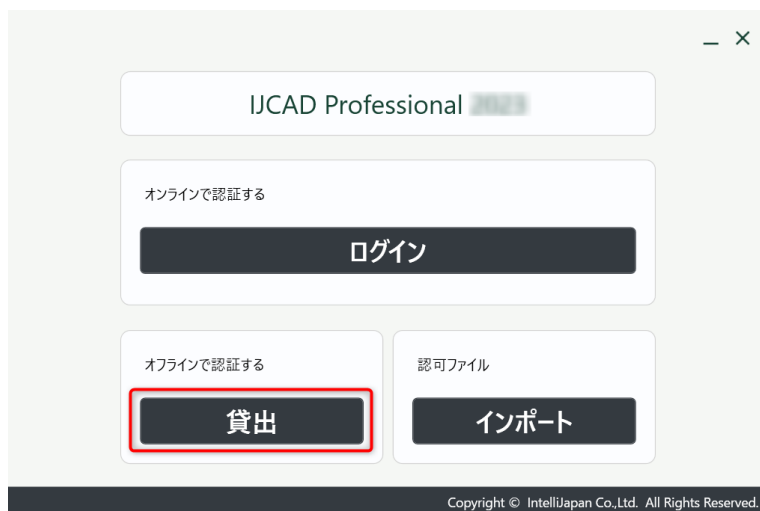 IJCAD Professional
オンラインで認証する
ログイン
オフラインで認証する
貸出
認可ファイル
インポート
Copyright © IntelliJapan Co.,Ltd. All Rights Reserved.